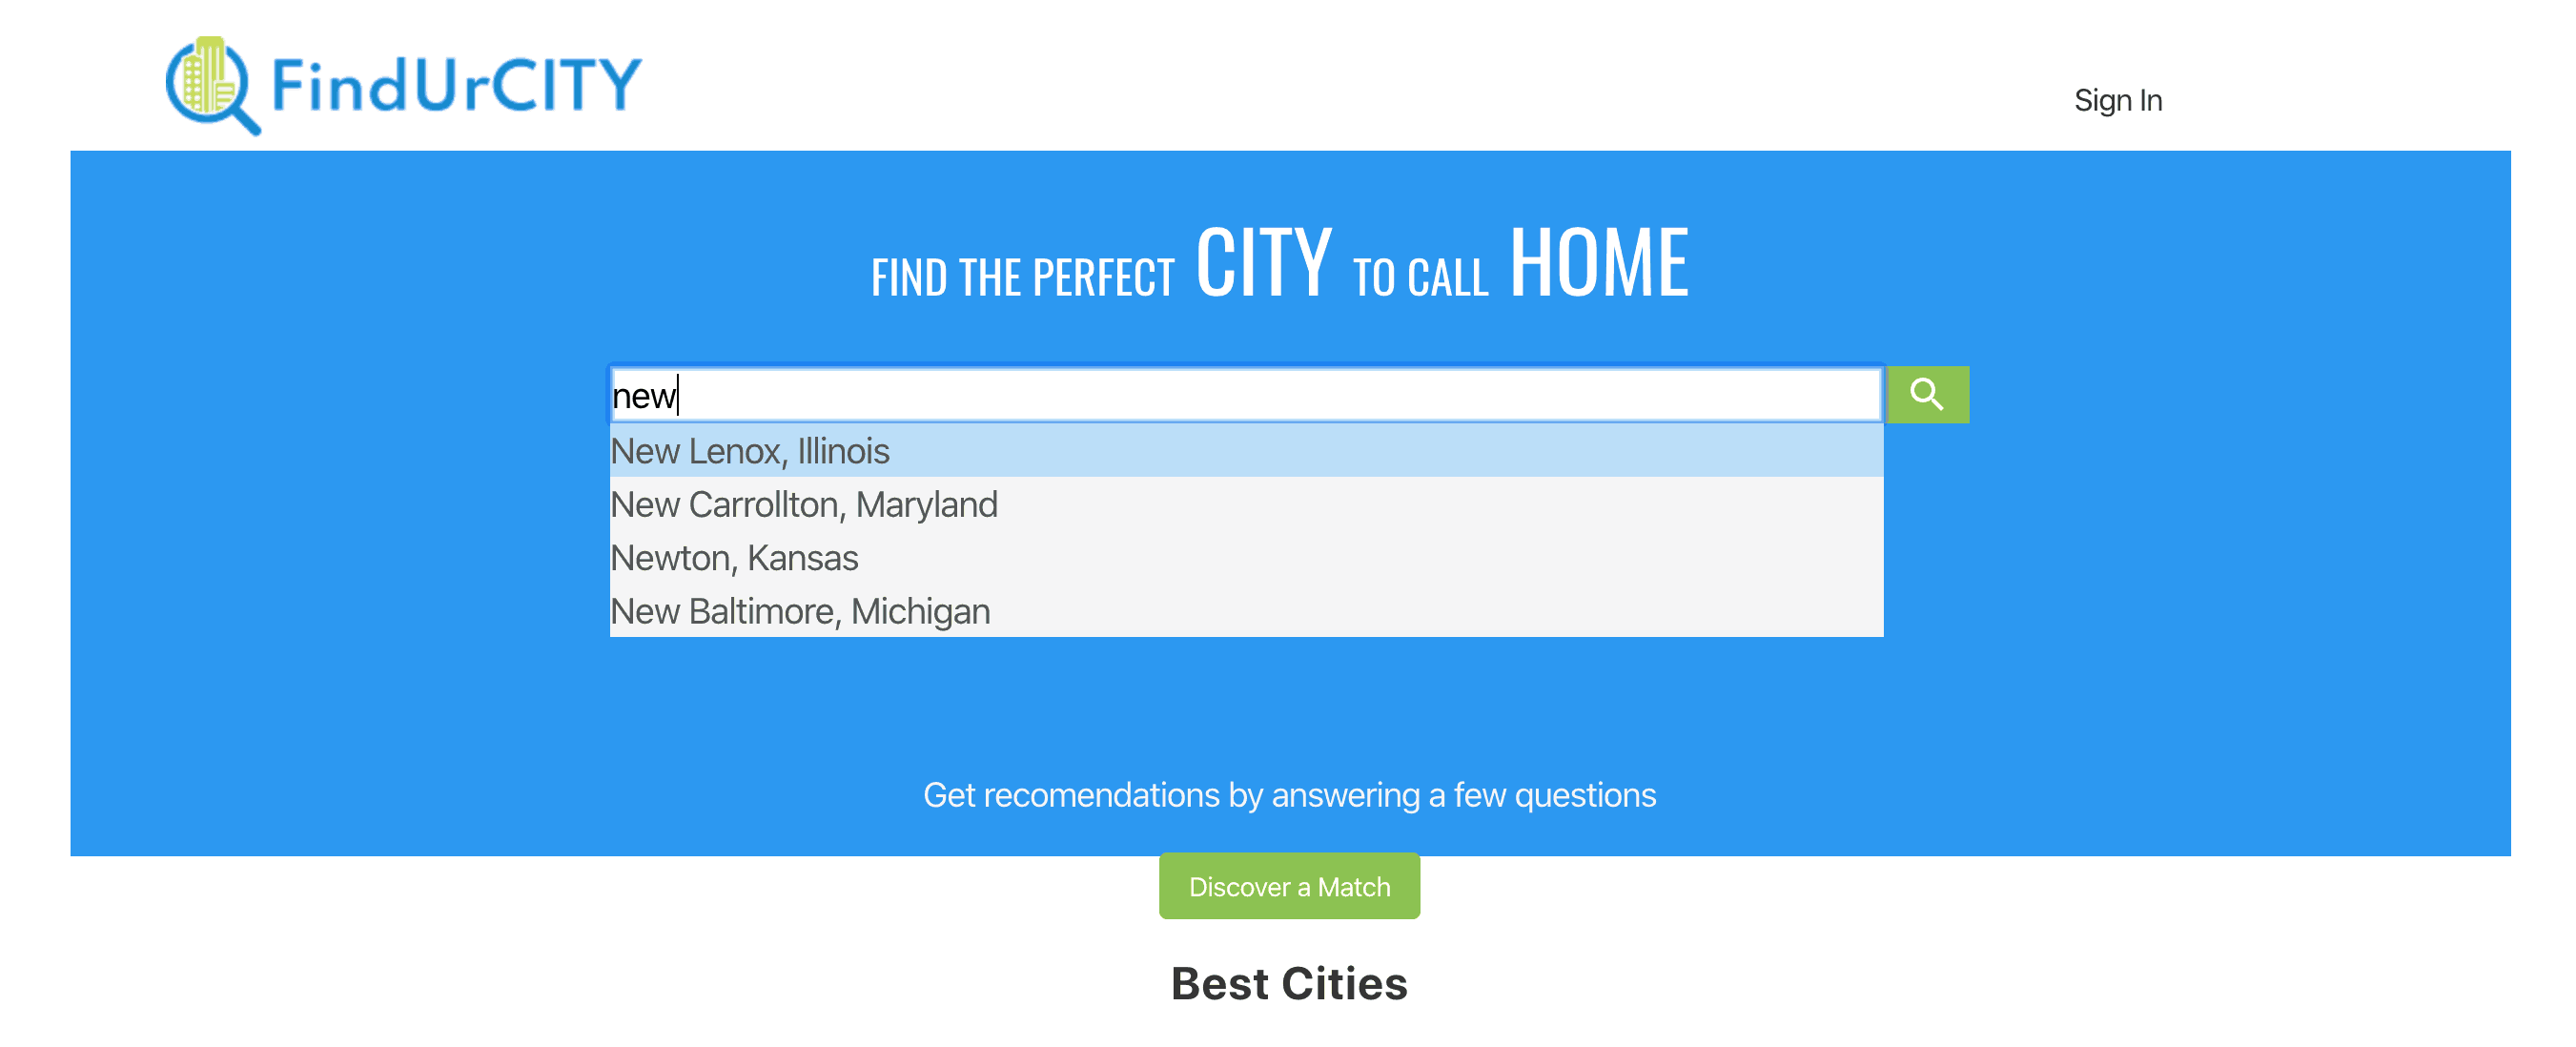 FindUrCITY
Sign In
FIND THE PERFECT CITY TO CALL HOME
new
New Lenox, Illinois
New Carrollton, Maryland
Newton, Kansas
New Baltimore, Michigan
Get recomendations by answering a few questions
Discover a Match
Best Cities